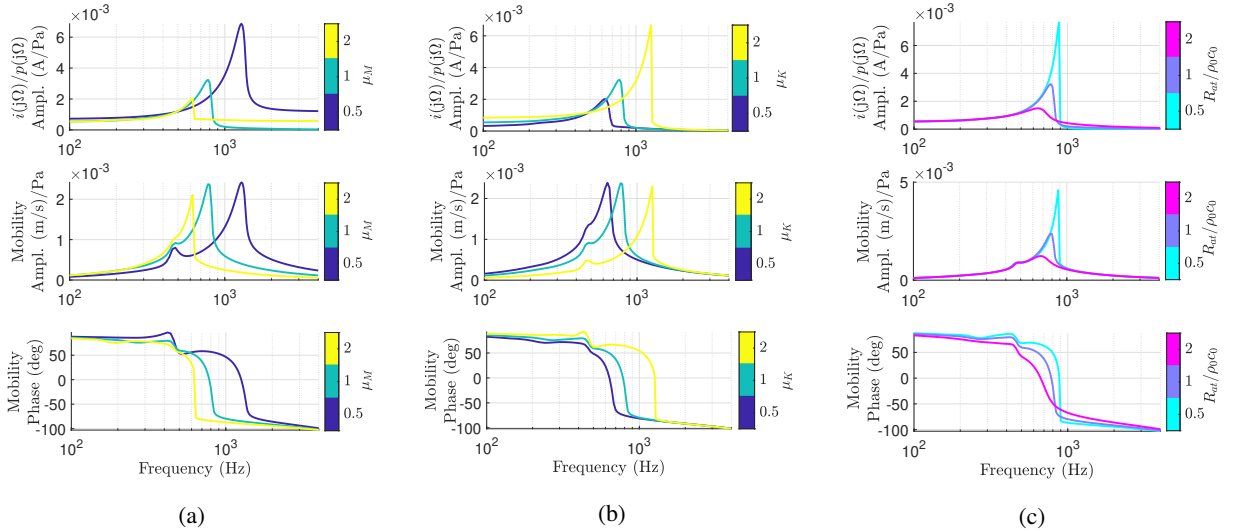 ×10⁻³
i(jΩ)/p(jΩ)
Ampl. (A/Pa)
6
4
2
0
10² 10³
2
1
0.5
μ_M
×10⁻³
Mobility
Ampl. (m/s)/Pa
2
1
0
10² 10³
2
1
0.5
μ_M
Mobility
Phase (deg)
50
0
-50
-100
10² 10³
Frequency (Hz)
2
1
0.5
μ_M
(a)
×10⁻³
i(jΩ)/p(jΩ)
Ampl. (A/Pa)
6
4
2
0
10² 10³
2
1
0.5
μ_K
×10⁻³
Mobility
Ampl. (m/s)/Pa
2
1
0
10² 10³
2
1
0.5
μ_K
Mobility
Phase (deg)
50
0
-50
-100
10² 10³
Frequency (Hz)
2
1
0.5
μ_K
(b)
×10⁻³
i(jΩ)/p(jΩ)
Ampl. (A/Pa)
6
4
2
0
10² 10³
2
1
0.5
R_at/ρ₀c₀
×10⁻³
Mobility
Ampl. (m/s)/Pa
5
0
10² 10³
2
1
0.5
R_at/ρ₀c₀
Mobility
Phase (deg)
50
0
-50
-100
10² 10³
Frequency (Hz)
2
1
0.5
R_at/ρ₀c₀
(c)